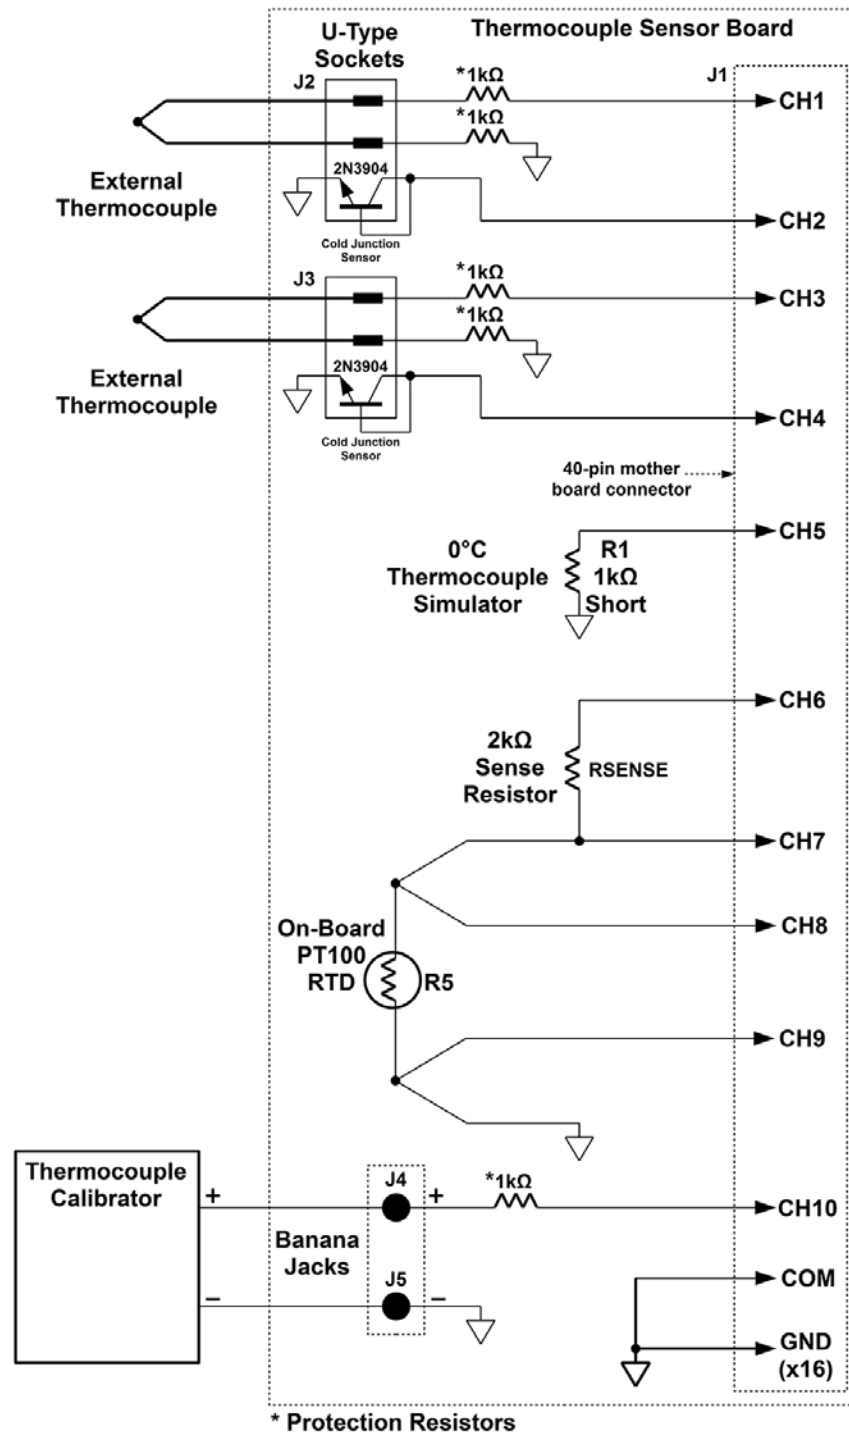 Thermocouple Sensor Board
U-Type
Sockets
J1
J2
*1kΩ
CH1
*1kΩ
2N3904
External
Thermocouple
CH2
Cold Junction
Sensor
J3
*1kΩ
CH3
*1kΩ
2N3904
External
Thermocouple
CH4
Cold Junction
Sensor
40-pin mother
board connector
CH5
0°C
Thermocouple
Simulator
R1
1kΩ
Short
CH6
2kΩ
Sense
Resistor
RSENSE
CH7
CH8
On-Board
PT100
RTD
R5
CH9
Thermocouple
Calibrator
+
–
J4
+
*1kΩ
CH10
Banana
Jacks
J5
–
COM
GND
(x16)
* Protection Resistors